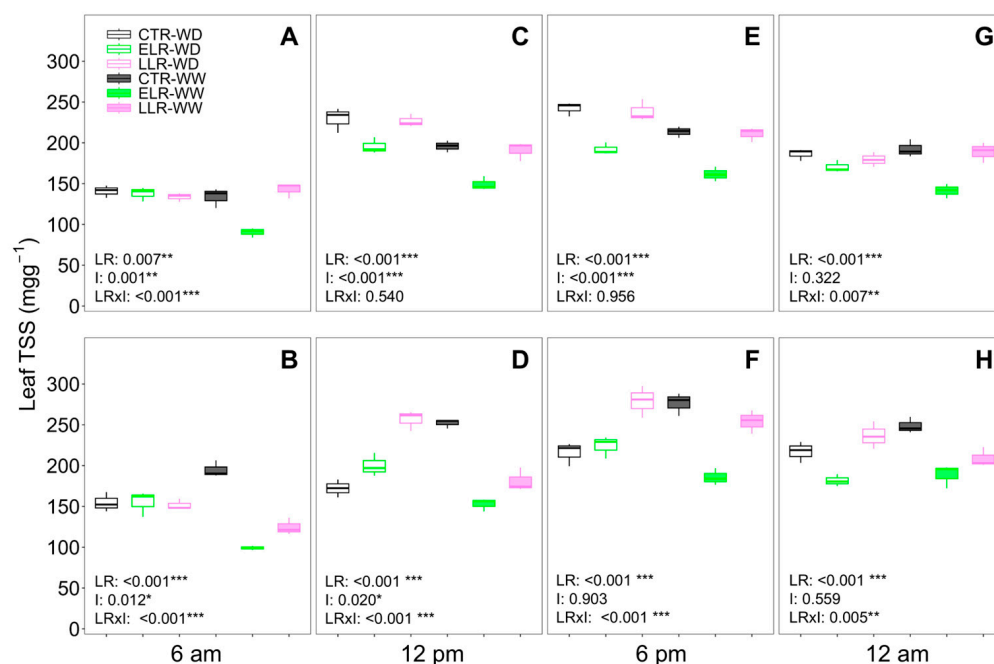 Leaf TSS (mgg⁻¹)
A
CTR-WD
ELR-WD
LLR-WD
CTR-WW
ELR-WW
LLR-WW
300
250
200
150
100
50
0
LR: 0.007**
I: 0.001**
LRxI: <0.001***
C
LR: <0.001***
I: <0.001***
LRxI: 0.540
E
LR: <0.001***
I: <0.001***
LRxI: 0.956
G
LR: <0.001***
I: 0.322
LRxI: 0.007**
B
300
250
200
150
100
50
0
LR: <0.001***
I: 0.012*
LRxI: <0.001***
D
LR: <0.001 ***
I: 0.020*
LRxI: <0.001 ***
F
LR: <0.001 ***
I: 0.903
LRxI: <0.001 ***
H
LR: <0.001 ***
I: 0.559
LRxI: 0.005**
6 am
12 pm
6 pm
12 am